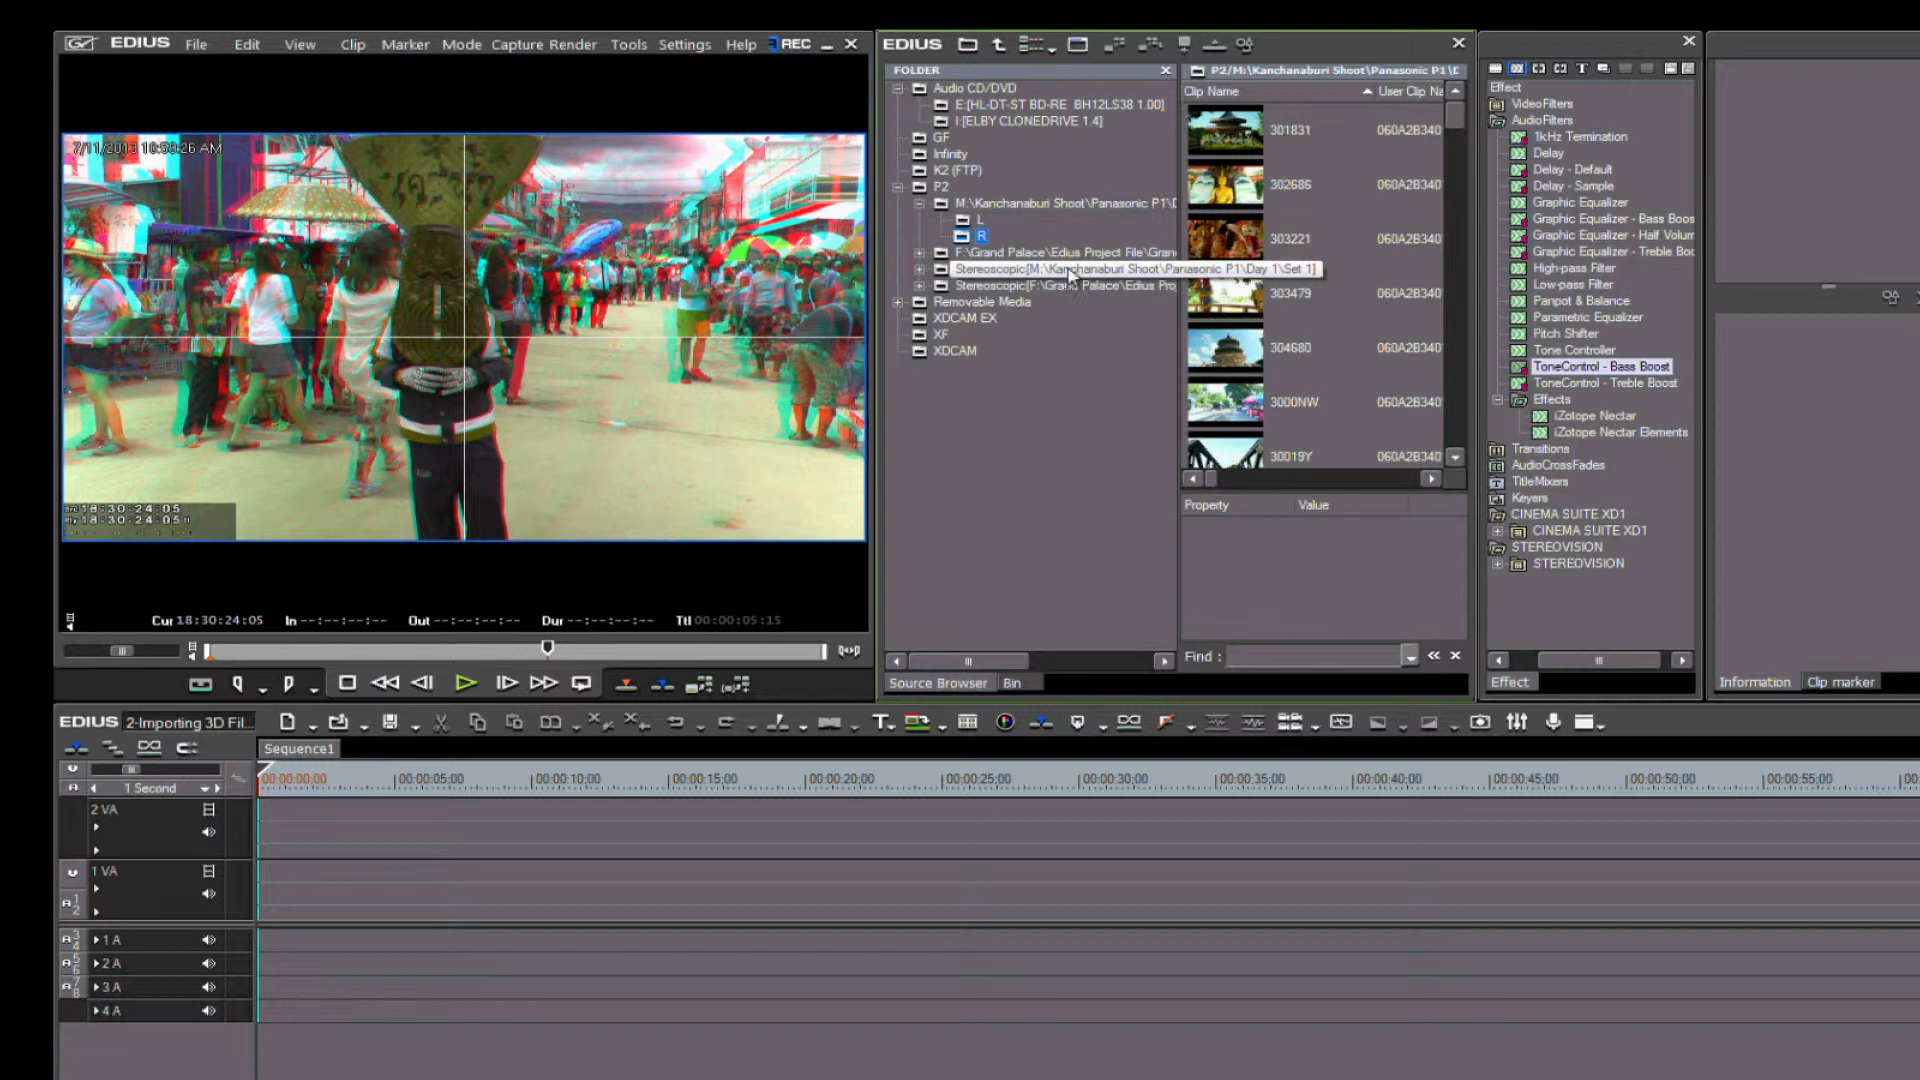 EDIUS File Edit View Clip Marker Mode Capture Render Tools Settings Help REC
7/11/2013 10:58:26 AM
18:30:24:05
18:30:24:05
Cur 18:30:24:05 In --:--:--:-- Out --:--:--:-- Dur --:--:--:-- Ttl 00:00:05:15
EDIUS
FOLDER
Audio CD/DVD
E:[HL-DT-ST BD-RE BH12LS38 1.00]
I:[ELBY CLONEDRIVE 1.4]
GF
Infinity
K2 (FTP)
P2
M:\Kanchanaburi Shoot\Panasonic P1\D
L
R
F:\Grand Palace\Edius Project File\Gran
Stereoscopic[M:\Kanchanaburi Shoot\Panasonic P1\Day 1\Set 1]
Stereoscopic[F:\Grand Palace\Edius Pro
Removable Media
XDCAM EX
XF
XDCAM
Source Browser Bin
P2/M:\Kanchanaburi Shoot\Panasonic P1\D
Clip Name User Clip Na
301831 060A2B340
302686 060A2B340
303221 060A2B340
303479 060A2B340
304680 060A2B340
3000NW 060A2B340
30019Y 060A2B340
Property Value
Find :
Effect
VideoFilters
AudioFilters
1kHz Termination
Delay
Delay - Default
Delay - Sample
Graphic Equalizer
Graphic Equalizer - Bass Boos
Graphic Equalizer - Half Volum
Graphic Equalizer - Treble Bo
High-pass Filter
Low-pass Filter
Panpot & Balance
Parametric Equalizer
Pitch Shifter
Tone Controller
ToneControl - Bass Boost
ToneControl - Treble Boost
Effects
iZotope Nectar
iZotope Nectar Elements
Transitions
AudioCrossFades
TitleMixers
Keyers
CINEMA SUITE XD1
CINEMA SUITE XD1
STEREOVISION
STEREOVISION
Effect
Information Clip marker
EDIUS 2-Importing 3D Fil...
Sequence1
1 Second
00:00:00;00 00:00:05;00 00:00:10;00 00:00:15;00 00:00:20;00 00:00:25;00 00:00:30;00 00:00:35;00 00:00:40;00 00:00:45;00 00:00:50;00 00:00:55;00 00
2 VA
1 VA
1 2
3 4 1 A
5 6 2 A
7 8 3 A
4 A